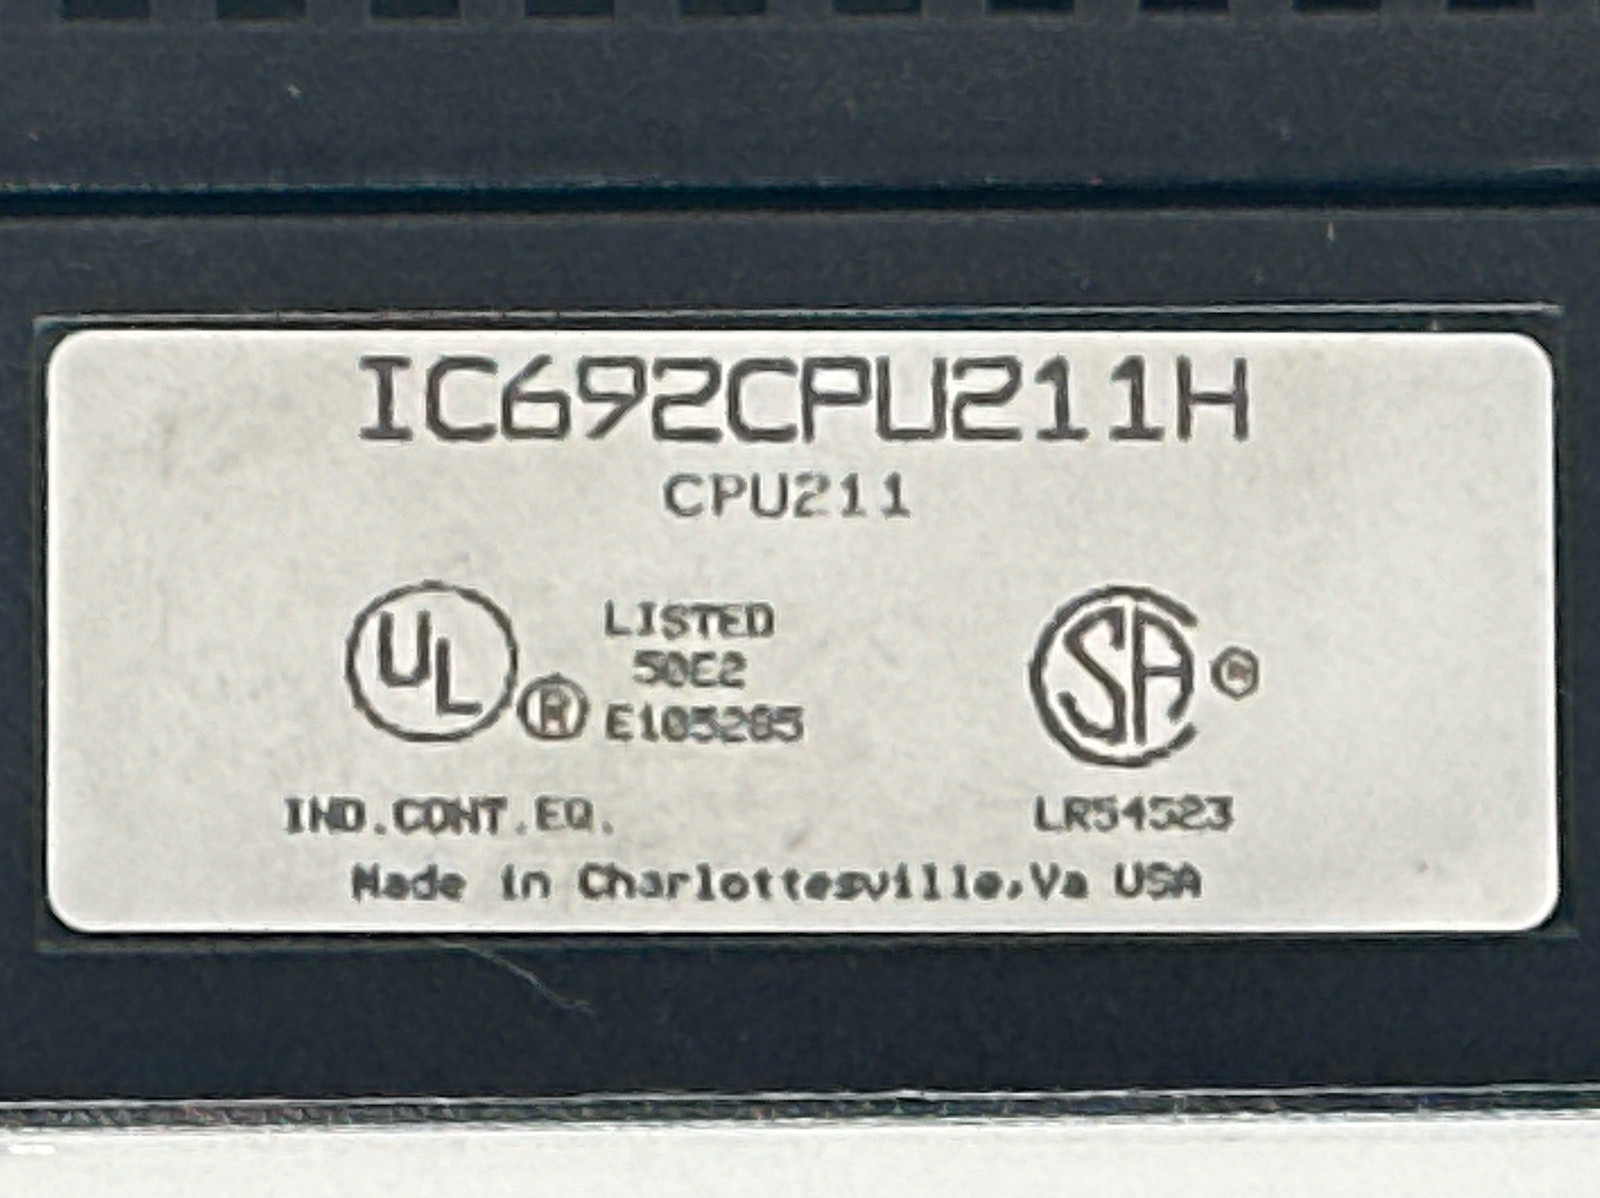 IC692CPU211H
CPU211
UL ® LISTED
50E2
E105285
SA ®
IND.CONT.EQ. LR54523
Made in Charlottesville,Va USA